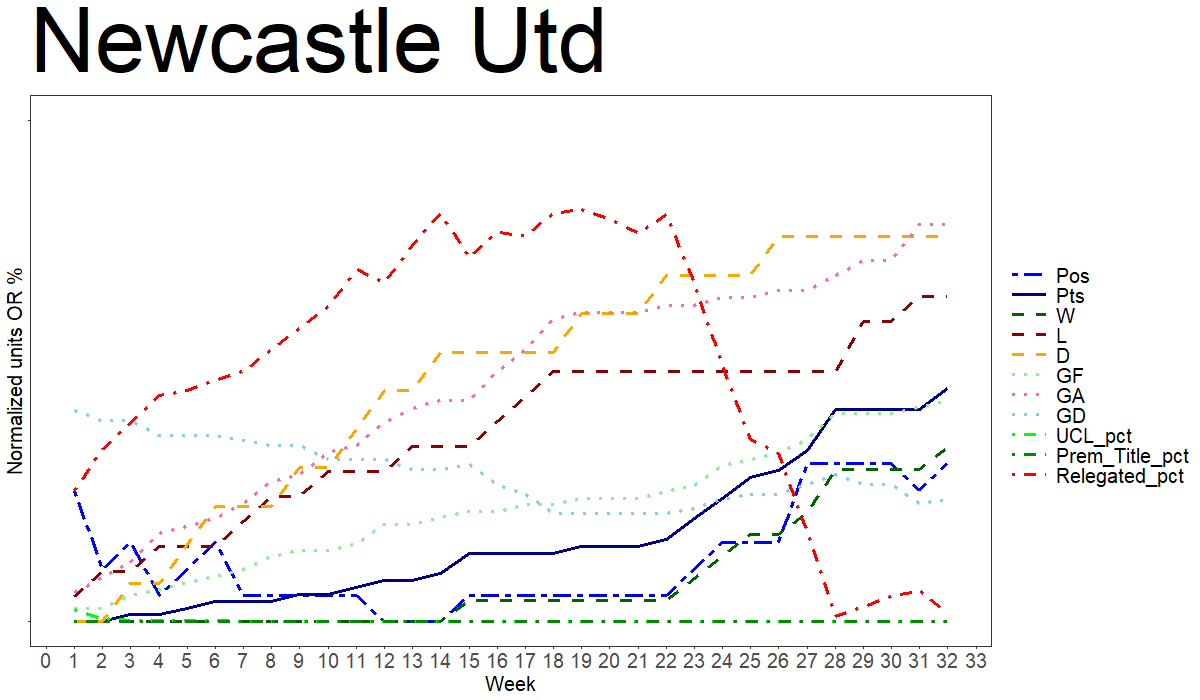 Newcastle Utd
Normalized units OR %
0 1 2 3 4 5 6 7 8 9 10 11 12 13 14 15 16 17 18 19 20 21 22 23 24 25 26 27 28 29 30 31 32 33
Week
Pos
Pts
W
L
D
GF
GA
GD
UCL_pct
Prem_Title_pct
Relegated_pct